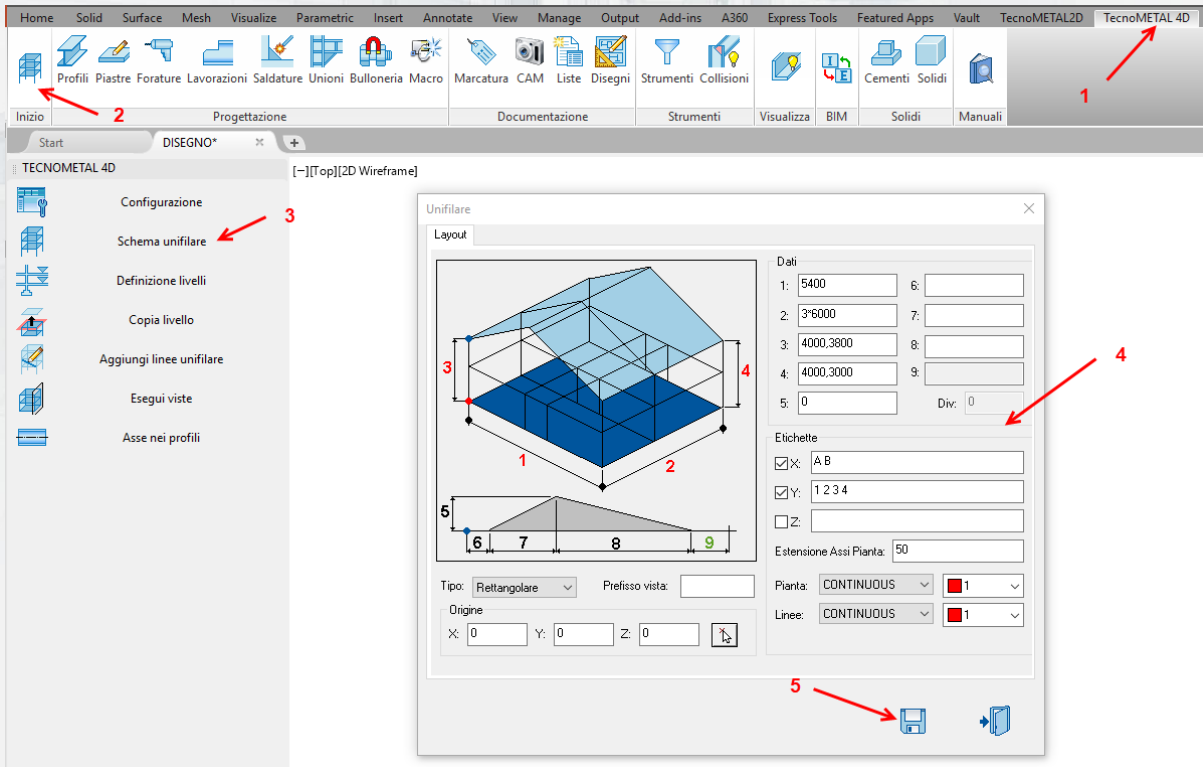 Home Solid Surface Mesh Visualize Parametric Insert Annotate View Manage Output Add-ins A360 Express Tools Featured Apps Vault TecnoMETAL2D TecnoMETAL 4D
Profili Piastre Forature Lavorazioni Saldature Unioni Bulloneria Macro Marcatura CAM Liste Disegni Strumenti Collisioni Cementi Solidi
I E
1
2
Inizio Progettazione Documentazione Strumenti Visualizza BIM Solidi Manuali
Start DISEGNO* × +
TECNOMETAL 4D
[−][Top][2D Wireframe]
Configurazione
3
Schema unifilare
Definizione livelli
Copia livello
Aggiungi linee unifilare
Esegui viste
Asse nei profili
Unifilare
Layout
3
4
1
2
5
6 7 8 9
Tipo: Rettangolare Prefisso vista:
Origine
X: 0 Y: 0 Z: 0
Dati
1: 5400 6:
2: 3*6000 7:
3: 4000,3800 8:
4: 4000,3000 9:
5: 0 Div: 0
4
Etichette
X: A B
Y: 1 2 3 4
Z:
Estensione Assi Pianta: 50
Pianta: CONTINUOUS 1
Linee: CONTINUOUS 1
5